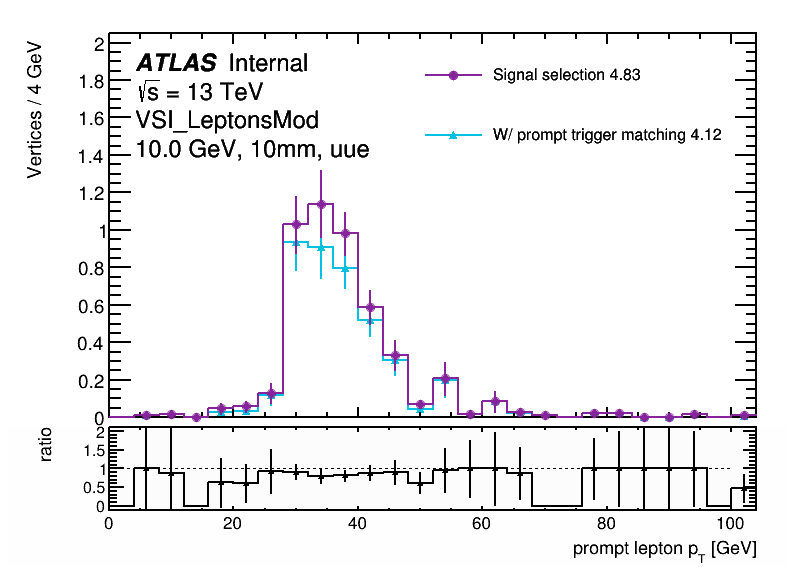 ATLAS Internal
√s = 13 TeV
VSI_LeptonsMod
10.0 GeV, 10mm, uue
Signal selection 4.83
W/ prompt trigger matching 4.12
Vertices / 4 GeV
2
1.8
1.6
1.4
1.2
1
0.8
0.6
0.4
0.2
0
ratio
2
1.5
1
0.5
0
0 20 40 60 80 100
prompt lepton p_T [GeV]